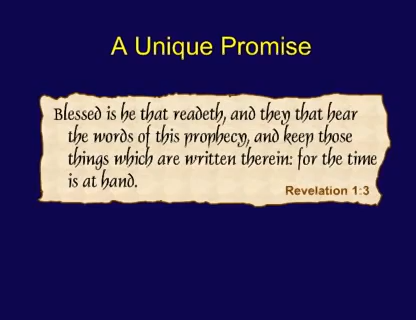 A Unique Promise
Blessed is he that readeth, and they that hear
the words of this prophecy, and keep those
things which are written therein: for the time
is at hand.
Revelation 1:3